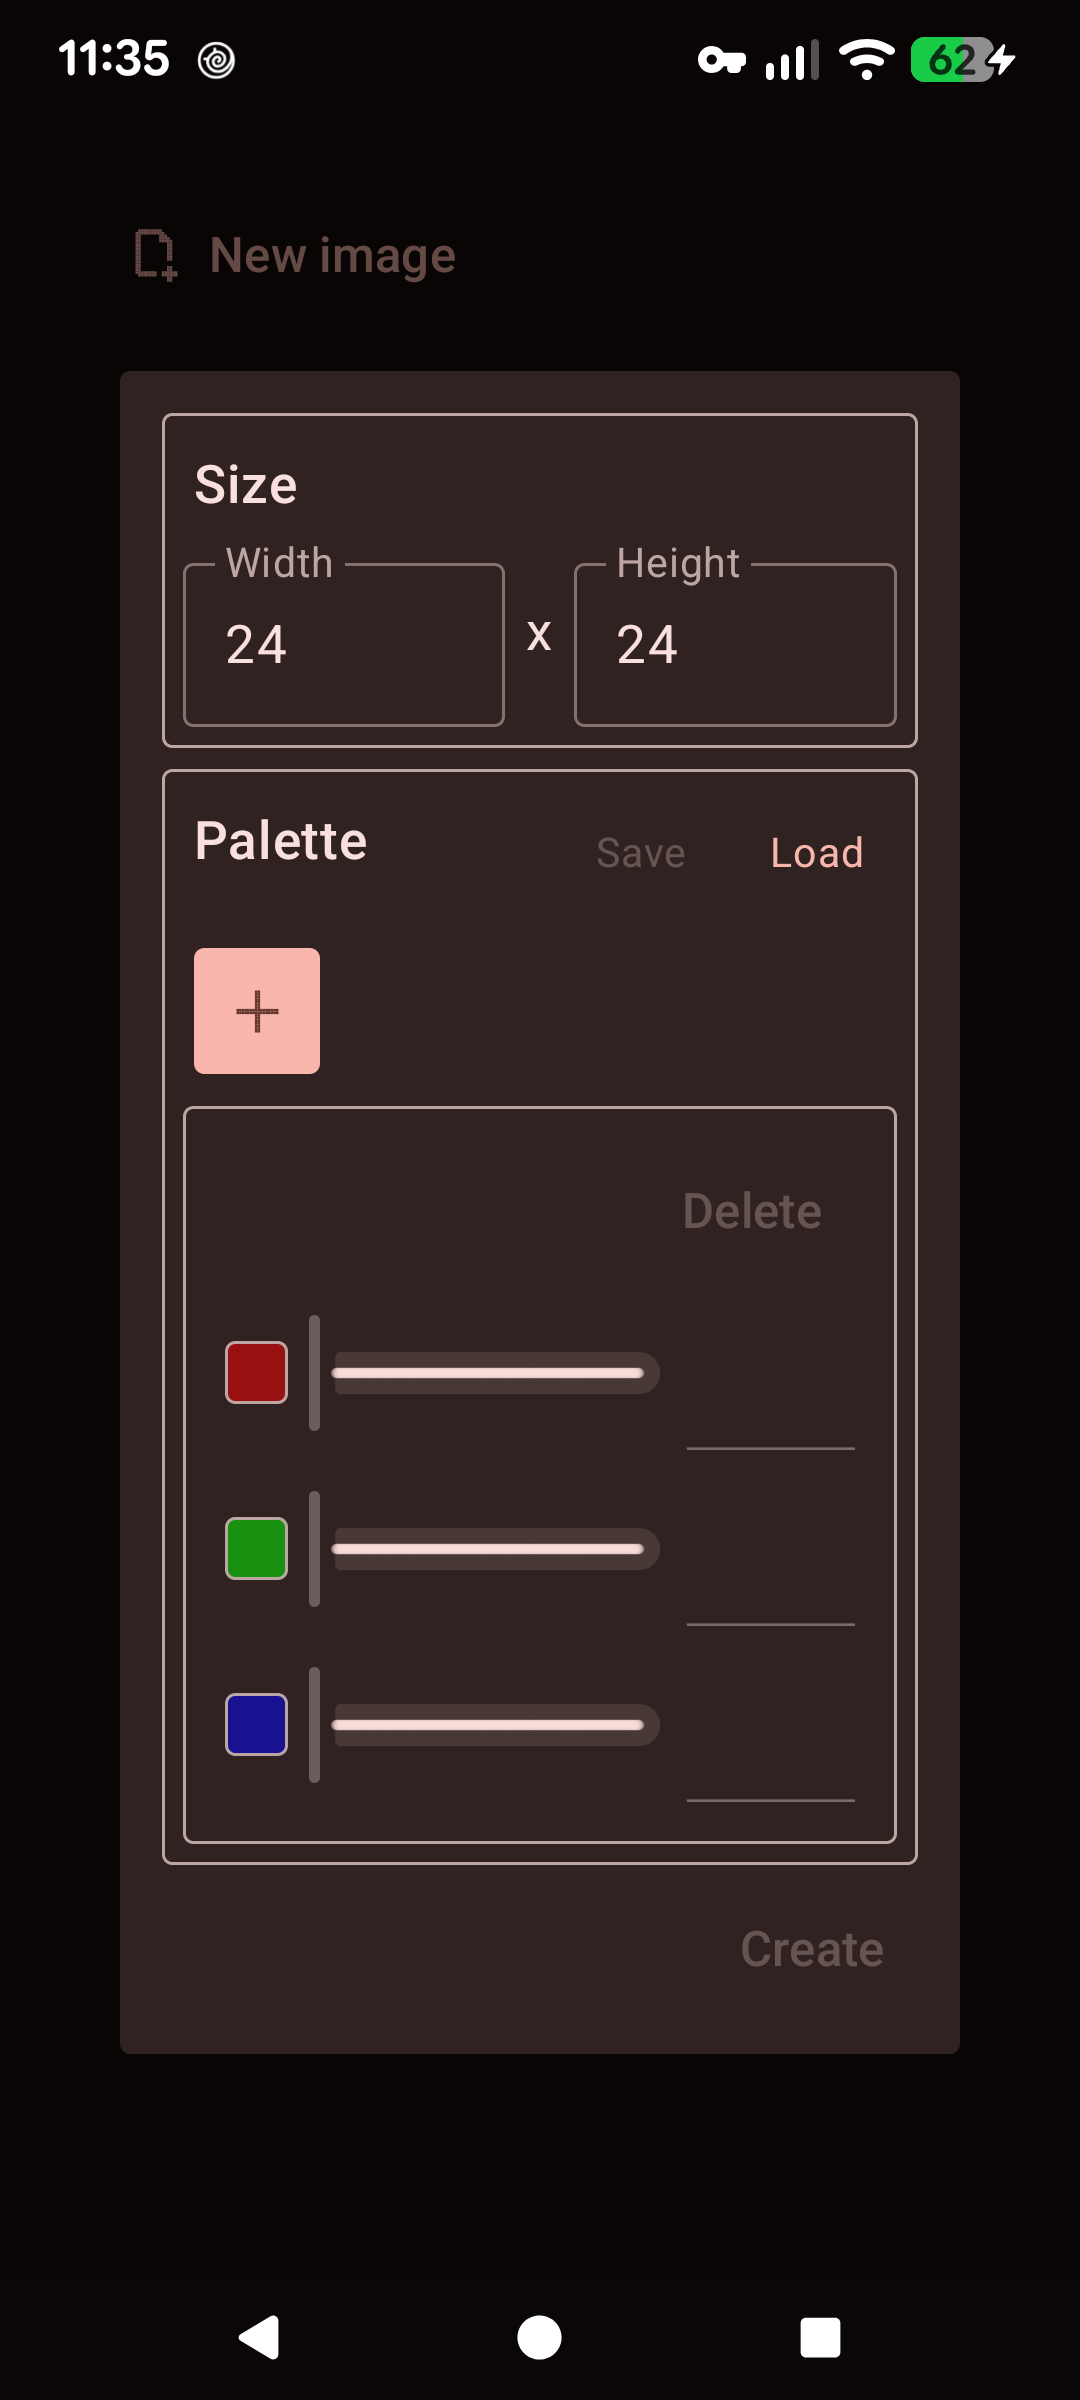 11:35
62
New image
Size
Width
Height
24 x 24
Palette
Save
Load
Delete
Create